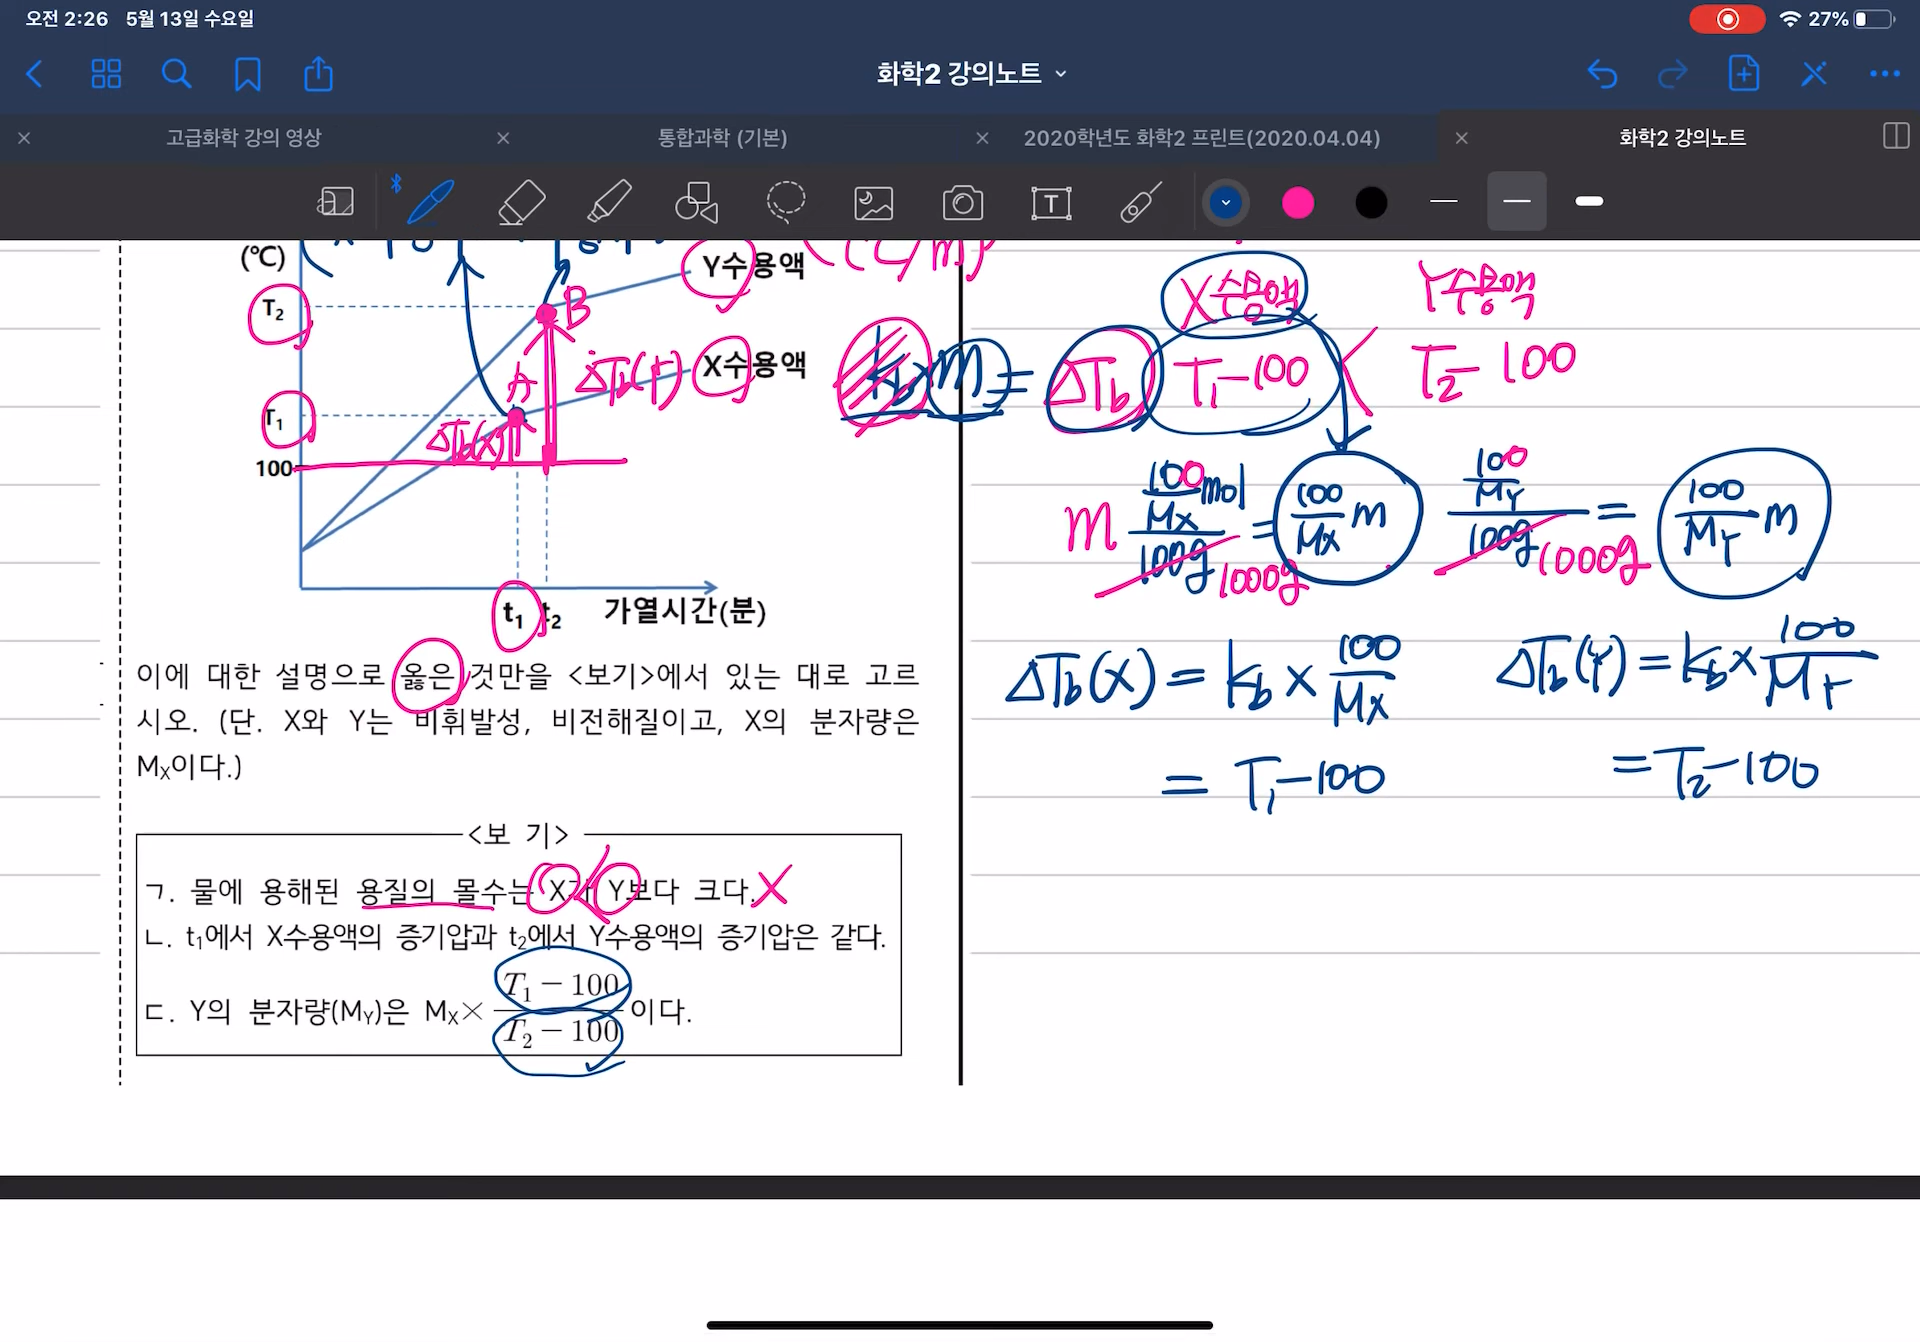 오전 2:26 5월 13일 수요일
27%
화학2 강의노트
고급화학 강의 영상
통합과학 (기본)
2020학년도 화학2 프린트(2020.04.04)
화학2 강의노트
(℃)
Y수용액
T₂
B
X수용액
A
ΔTb(Y)
T₁
ΔTb(X)
100
t₁ t₂ 가열시간(분)
이에 대한 설명으로 옳은 것만을 <보기>에서 있는 대로 고르
시오. (단. X와 Y는 비휘발성, 비전해질이고, X의 분자량은
Mₓ이다.)
<보 기>
ㄱ. 물에 용해된 용질의 몰수는 X가 < Y보다 크다. X
ㄴ. t₁에서 X수용액의 증기압과 t₂에서 Y수용액의 증기압은 같다.
ㄷ. Y의 분자량(MY)은 MX× (T₁ − 100)/(T₂ − 100) 이다.
X수용액 Y수용액
kb×m = ΔTb T₁-100 < T₂-100
m 100/Mx mol / 100g 1000g = 100/Mx m
100/MY / 100g 1000g = 100/MY m
ΔTb(X) = kb × 100/Mx
= T₁-100
ΔTb(Y) = kb × 100/MY
= T₂-100